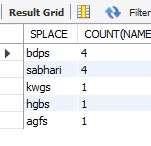 Result Grid Filter
SPLACE COUNT(NAME
bdps 4
sabhari 4
kwgs 1
hgbs 1
agfs 1